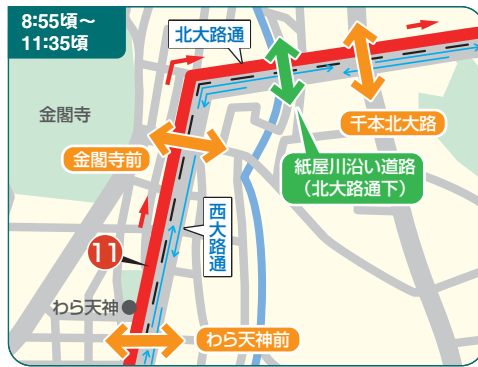 8:55頃～
11:35頃
北大路通
金閣寺
千本北大路
金閣寺前
紙屋川沿い道路
（北大路通下）
西大路通
11
わら天神
わら天神前